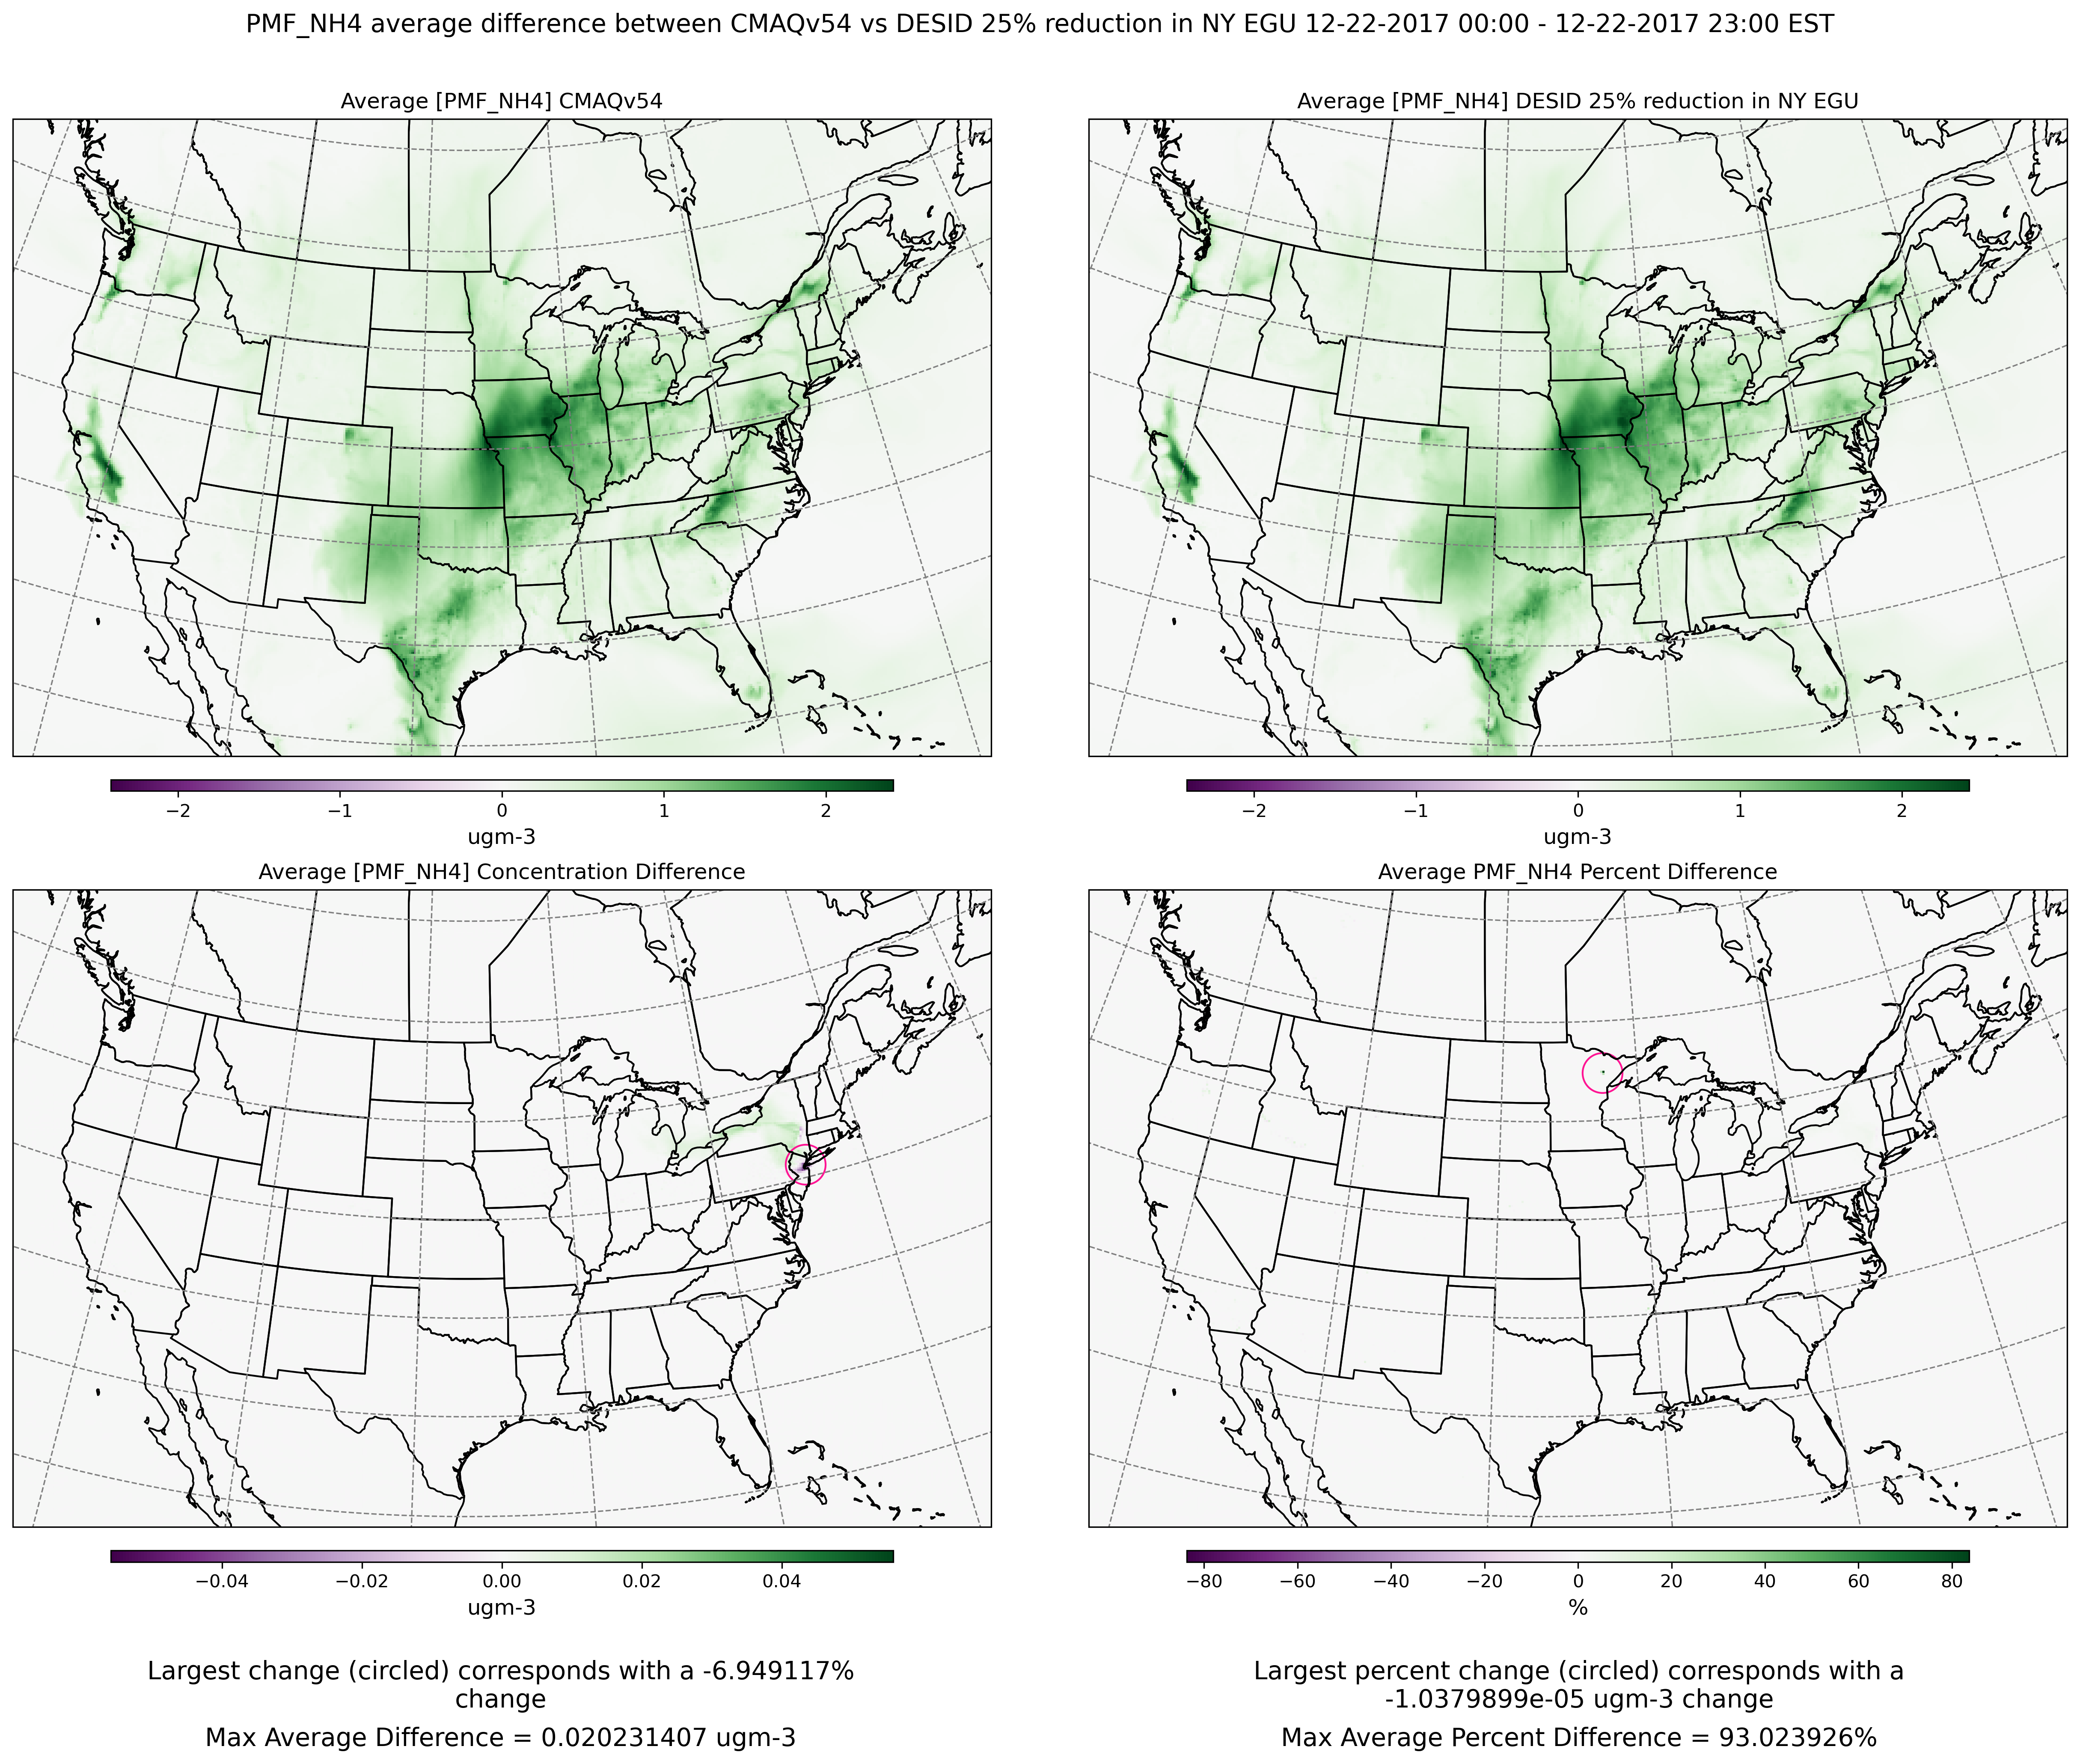 PMF_NH4 average difference between CMAQv54 vs DESID 25% reduction in NY EGU 12-22-2017 00:00 - 12-22-2017 23:00 EST
Average [PMF_NH4] CMAQv54
Average [PMF_NH4] DESID 25% reduction in NY EGU
−2 −1 0 1 2
ugm-3
−2 −1 0 1 2
ugm-3
Average [PMF_NH4] Concentration Difference
Average PMF_NH4 Percent Difference
−0.04 −0.02 0.00 0.02 0.04
ugm-3
−80 −60 −40 −20 0 20 40 60 80
%
Largest change (circled) corresponds with a -6.949117%
change
Max Average Difference = 0.020231407 ugm-3
Largest percent change (circled) corresponds with a
-1.0379899e-05 ugm-3 change
Max Average Percent Difference = 93.023926%